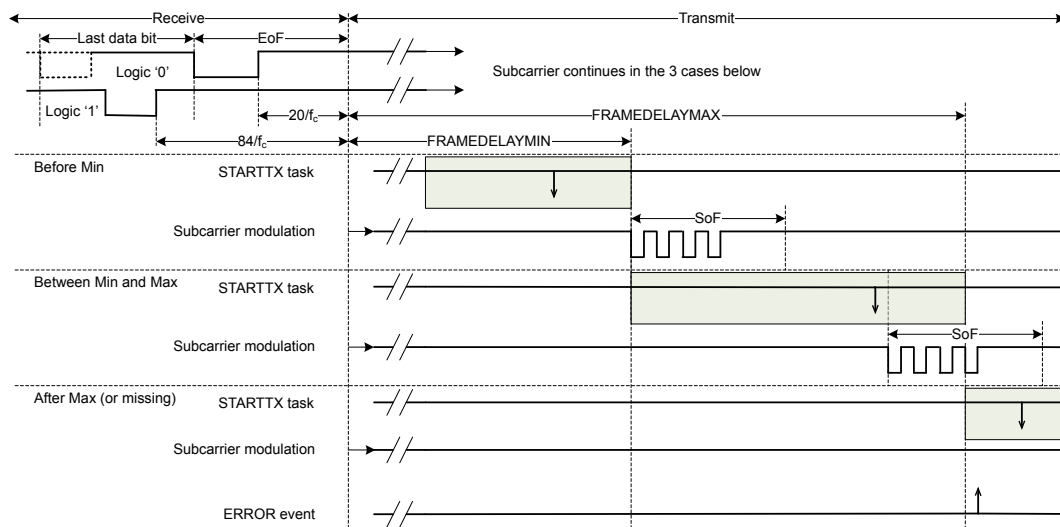 Receive
Transmit
Last data bit
EoF
Logic ‘0’
Subcarrier continues in the 3 cases below
Logic ‘1’
20/fc
FRAMEDELAYMAX
84/fc
FRAMEDELAYMIN
Before Min
STARTTX task
SoF
Subcarrier modulation
Between Min and Max
STARTTX task
SoF
Subcarrier modulation
After Max (or missing)
STARTTX task
Subcarrier modulation
ERROR event